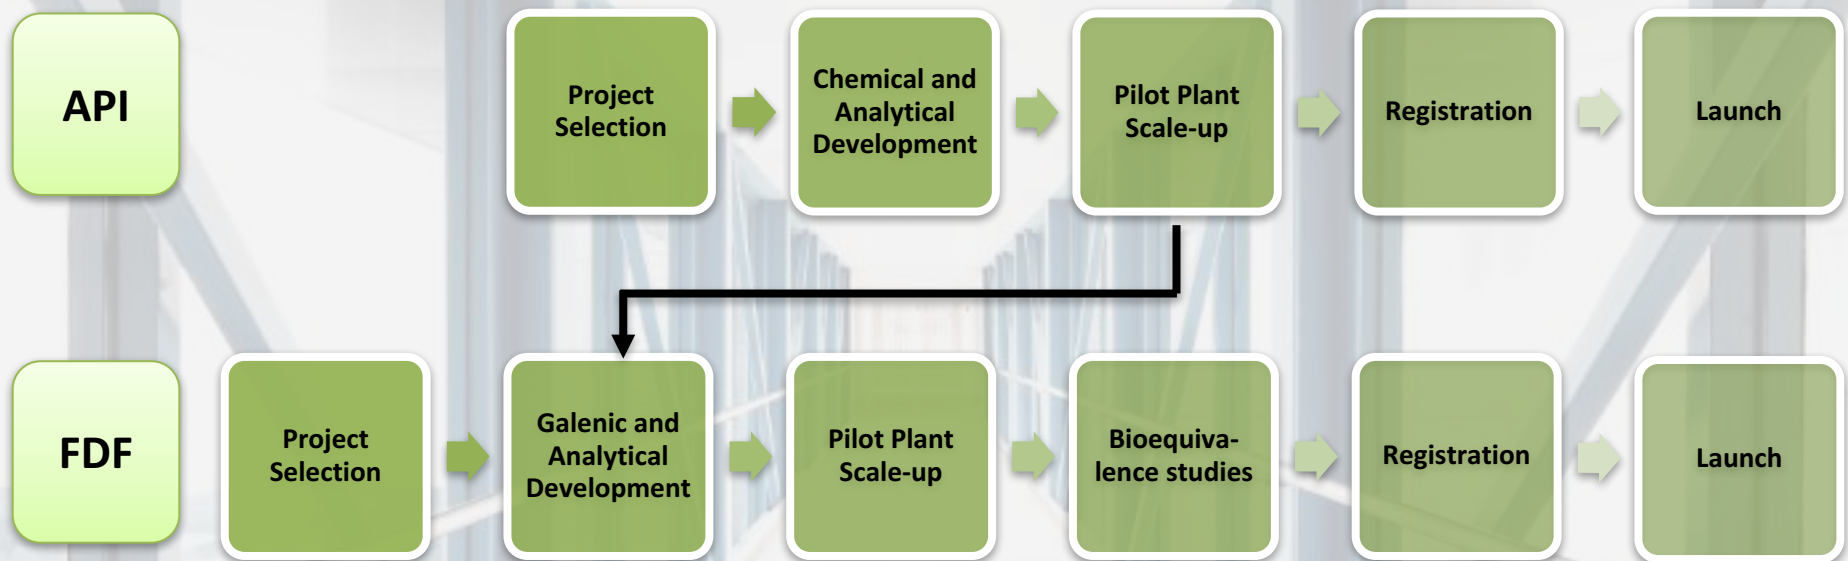 API
Project
Selection
Chemical and
Analytical
Development
Pilot Plant
Scale-up
Registration
Launch
FDF
Project
Selection
Galenic and
Analytical
Development
Pilot Plant
Scale-up
Bioequiva-
lence studies
Registration
Launch